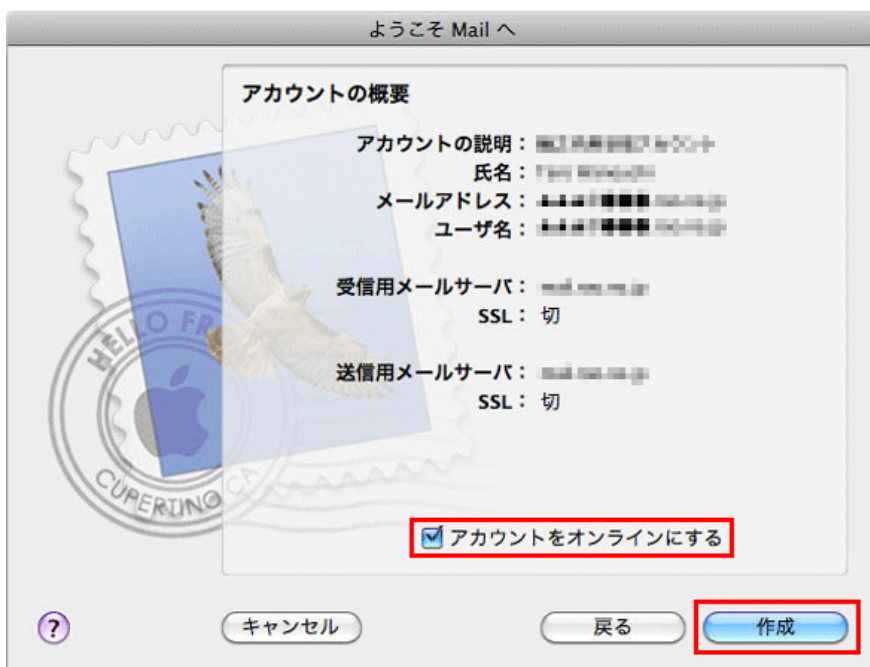 ようこそ Mail へ
アカウントの概要
アカウントの説明：
氏名：
メールアドレス：
ユーザ名：
受信用メールサーバ：
SSL： 切
送信用メールサーバ：
SSL： 切
HELLO FR
CUPERTINO CA
アカウントをオンラインにする
?
キャンセル
戻る
作成